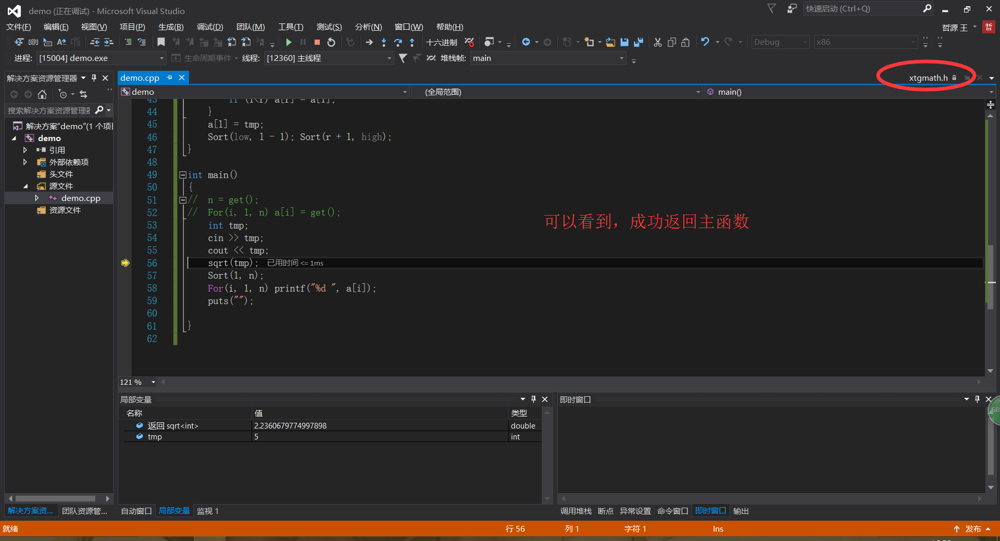 demo (正在调试) - Microsoft Visual Studio
快速启动 (Ctrl+Q)
文件(F) 编辑(E) 视图(V) 项目(P) 生成(B) 调试(D) 团队(M) 工具(T) 测试(S) 分析(N) 窗口(W) 帮助(H)
哲源 王 哲
十六进制 Debug x86
进程: [15004] demo.exe 生命周期事件 线程: [12360] 主线程 堆栈帧: main
解决方案资源管理器
demo.cpp
xtgmath.h
demo (全局范围) main()
搜索解决方案资源管理器
解决方案"demo"(1 个项目
demo
引用
外部依赖项
头文件
源文件
demo.cpp
资源文件
43 if (l<r) a[r] = a[l];
44 }
45 a[l] = tmp;
46 Sort(low, l - 1); Sort(r + 1, high);
47 }
48
49 int main()
50 {
51 // n = get();
52 // For(i, 1, n) a[i] = get();
53 int tmp;
54 cin >> tmp;
55 cout << tmp;
56 sqrt(tmp); 已用时间 <= 1ms
57 Sort(1, n);
58 For(i, 1, n) printf("%d ", a[i]);
59 puts("");
60
61 }
62
可以看到，成功返回主函数
121 %
局部变量
名称 值 类型
返回 sqrt<int> 2.2360679774997898 double
tmp 5 int
即时窗口
68
解决方案资... 团队资源管...
自动窗口 局部变量 监视 1
调用堆栈 断点 异常设置 命令窗口 即时窗口 输出
就绪 行 56 列 1 字符 1 Ins 发布